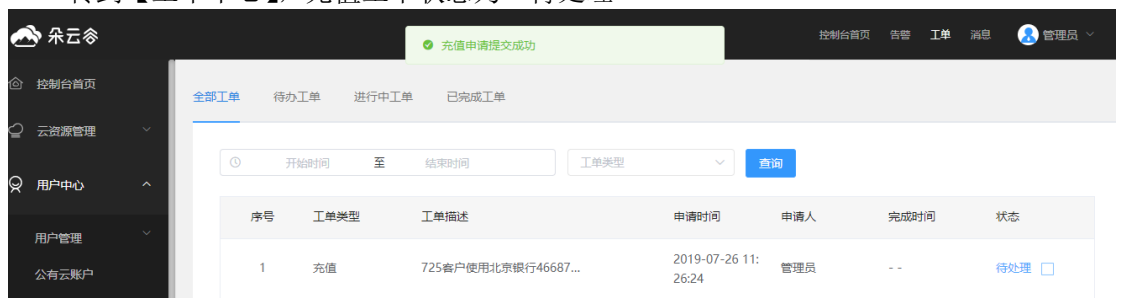 朵云谷
充值申请提交成功
控制台首页 告警 工单 消息 管理员
控制台首页
云资源管理
用户中心
用户管理
公有云账户
全部工单 待办工单 进行中工单 已完成工单
开始时间 至 结束时间 工单类型 查询
序号 工单类型 工单描述 申请时间 申请人 完成时间 状态
1 充值 725客户使用北京银行46687... 2019-07-26 11:
26:24 管理员 - - 待处理